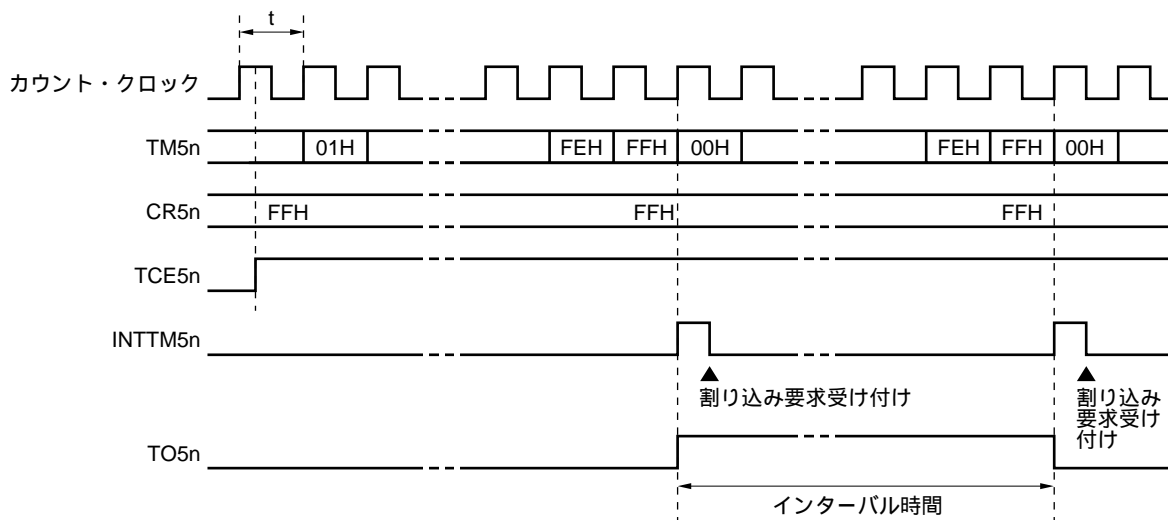 t
カウント・クロック
TM5n
01H
FEH
FFH
00H
FEH
FFH
00H
CR5n
FFH
FFH
FFH
TCE5n
INTTM5n
割り込み要求受け付け
割り込み
要求受け
付け
TO5n
インターバル時間